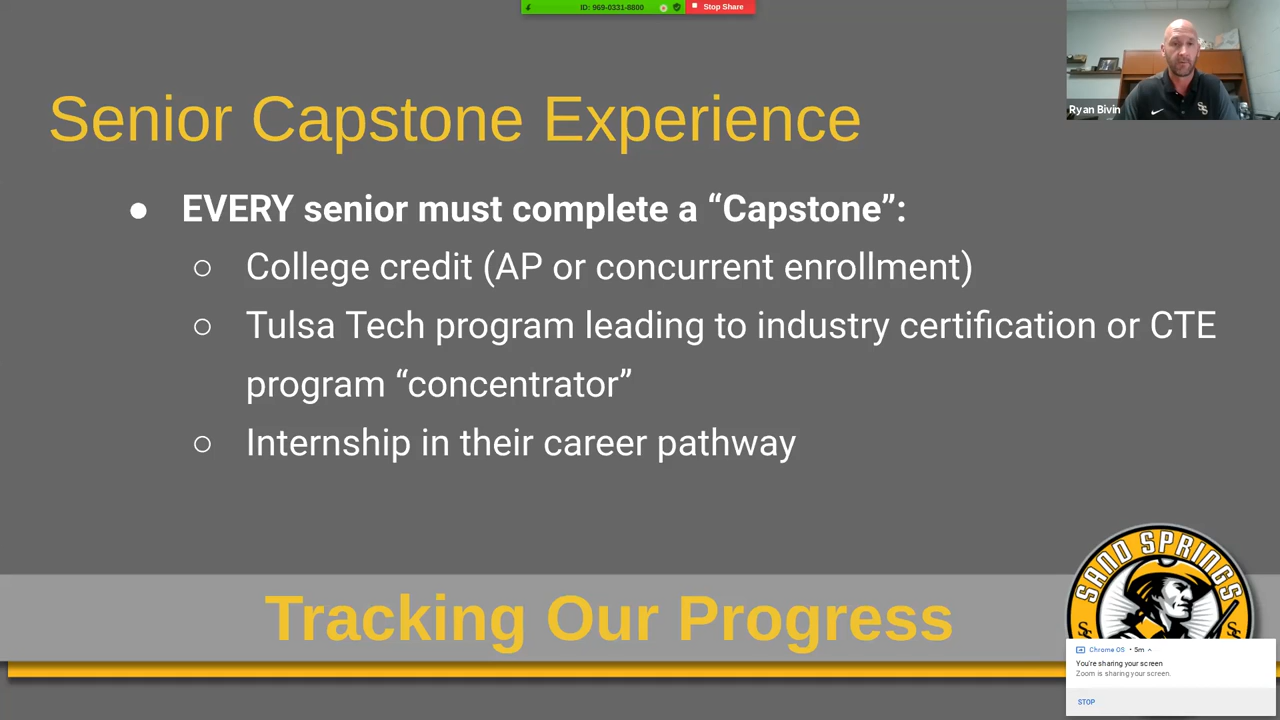 ID: 969-0331-8800
Stop Share
Senior Capstone Experience
Ryan Bivin
● EVERY senior must complete a “Capstone”:
○ College credit (AP or concurrent enrollment)
○ Tulsa Tech program leading to industry certification or CTE
program “concentrator”
○ Internship in their career pathway
SAND SPRINGS
Tracking Our Progress
Chrome OS • 5m
You're sharing your screen
Zoom is sharing your screen.
STOP